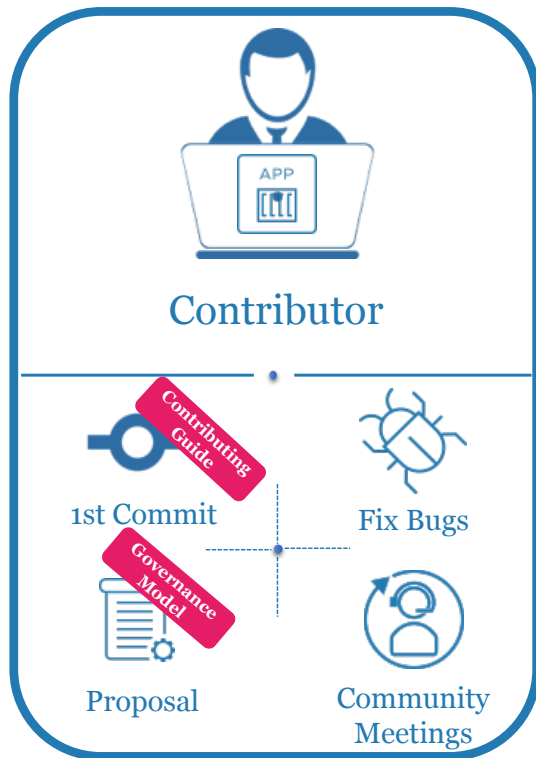 APP
Contributor
Contributing
Guide
1st Commit
Fix Bugs
Governance
Model
Proposal
Community
Meetings